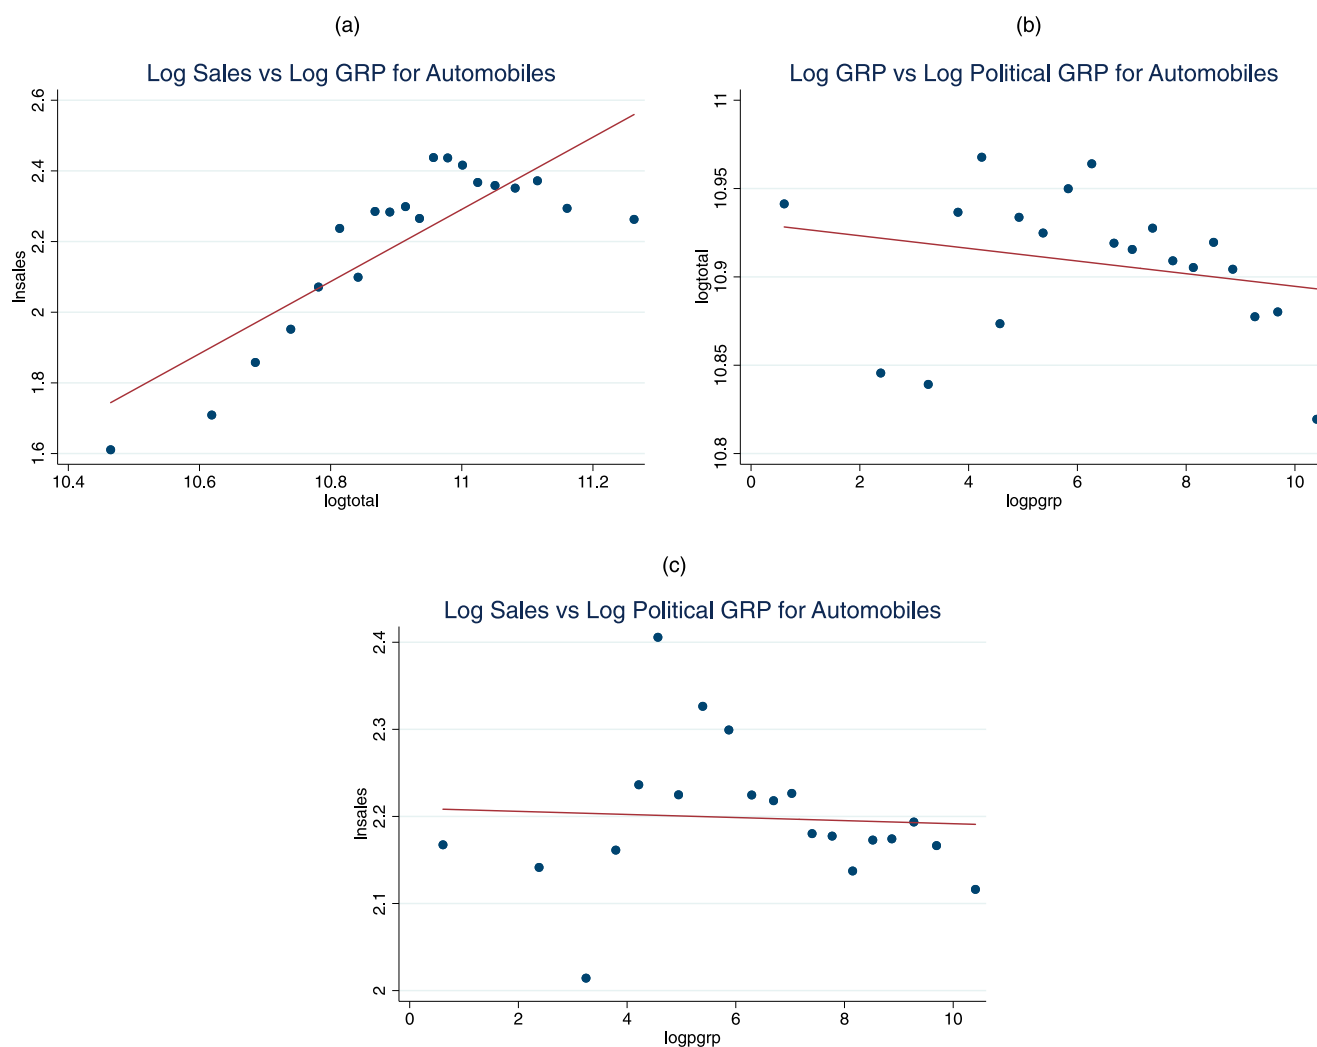 (a)
Log Sales vs Log GRP for Automobiles
lnsales
2.6
2.4
2.2
2
1.8
1.6
10.4 10.6 10.8 11 11.2
logtotal
(b)
Log GRP vs Log Political GRP for Automobiles
logtotal
11
10.95
10.9
10.85
10.8
0 2 4 6 8 10
logpgrp
(c)
Log Sales vs Log Political GRP for Automobiles
lnsales
2.4
2.3
2.2
2.1
2
0 2 4 6 8 10
logpgrp